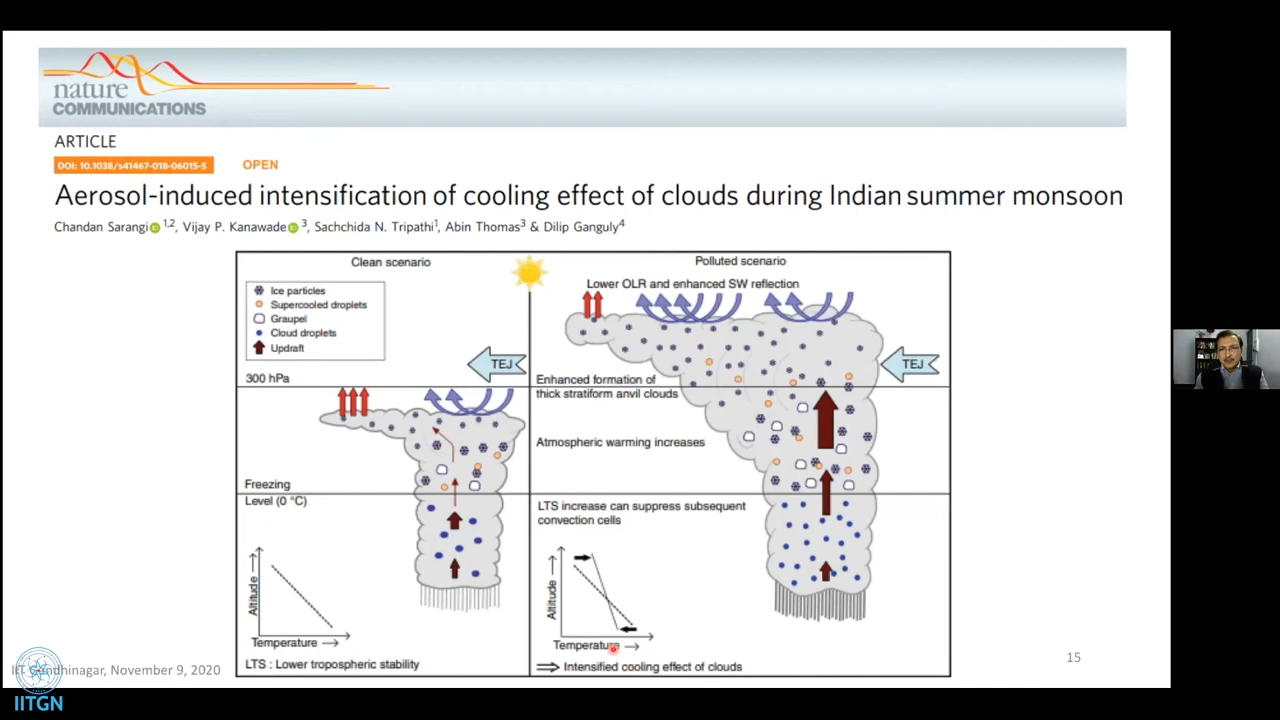 nature
COMMUNICATIONS
ARTICLE
DOI: 10.1038/s41467-018-06015-5 OPEN
Aerosol-induced intensification of cooling effect of clouds during Indian summer monsoon
Chandan Sarangi 1,2, Vijay P. Kanawade 3, Sachchida N. Tripathi1, Abin Thomas3 & Dilip Ganguly4
Clean scenario
Ice particles
Supercooled droplets
Graupel
Cloud droplets
Updraft
TEJ
300 hPa
Freezing
Level (0 °C)
Altitude
Temperature
LTS : Lower tropospheric stability
Polluted scenario
Lower OLR and enhanced SW reflection
TEJ
Enhanced formation of
thick stratiform anvil clouds
Atmospheric warming increases
LTS increase can suppress subsequent
convection cells
Altitude
Temperature
Intensified cooling effect of clouds
15
IIT Gandhinagar, November 9, 2020
IITGN